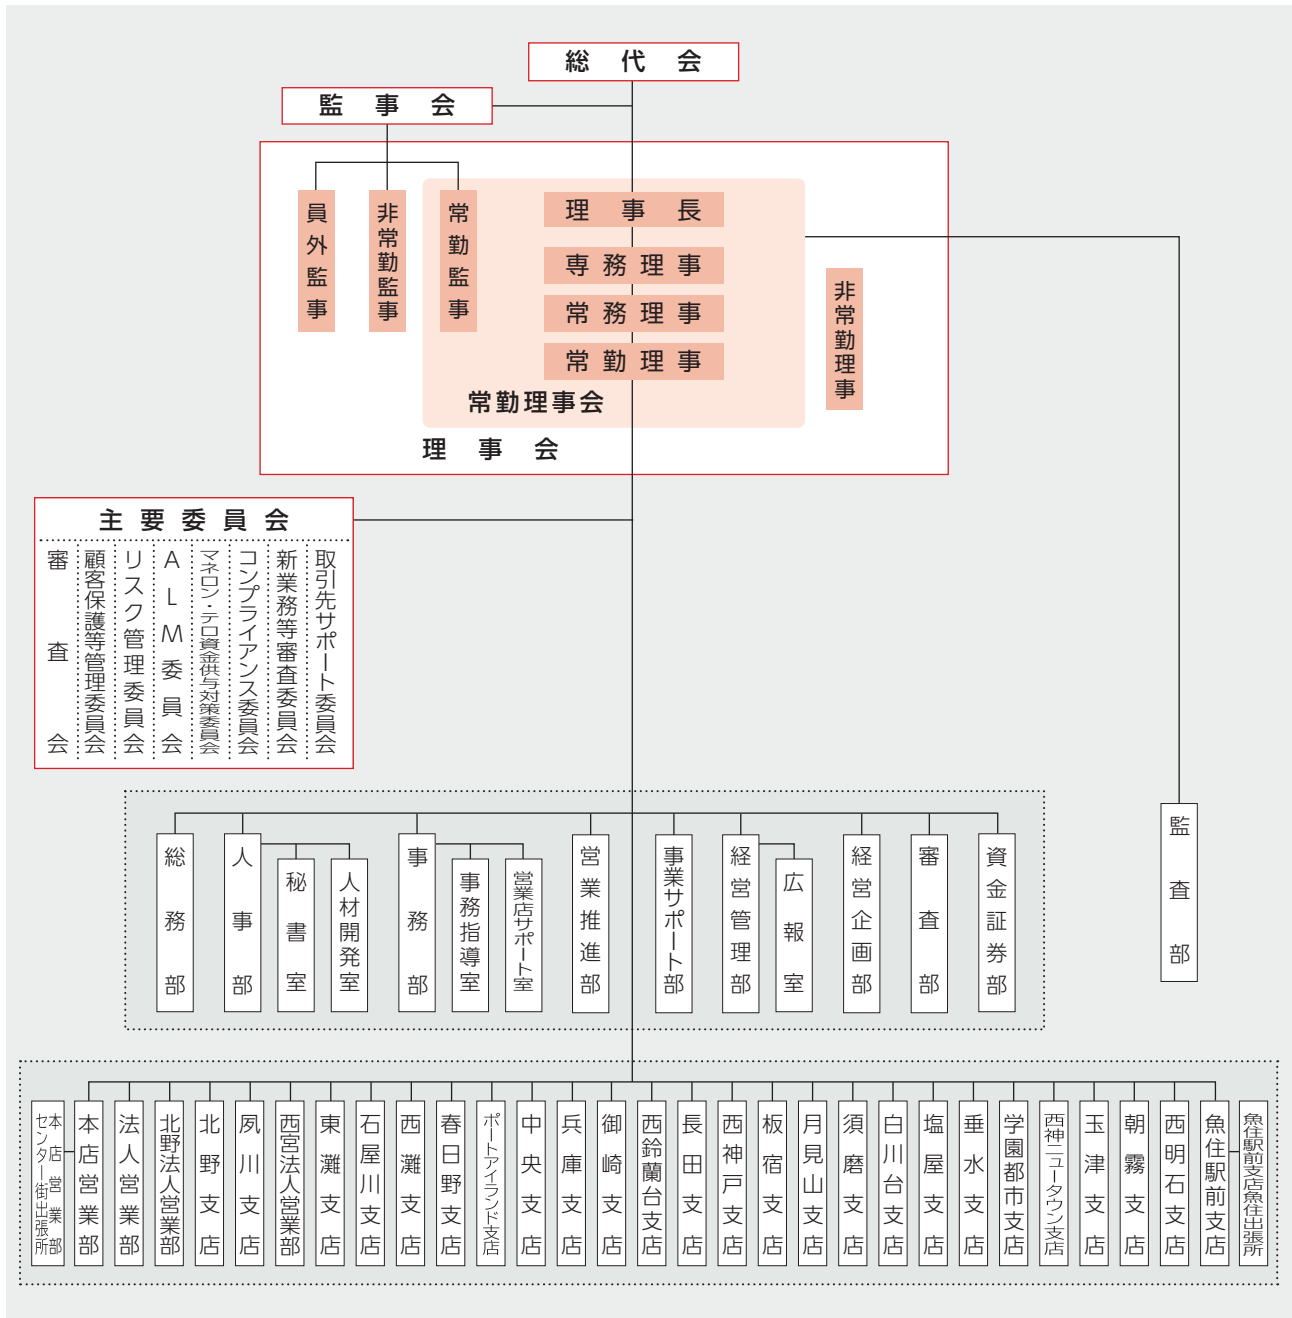 総代会
監事会
員外監事
非常勤監事
常勤監事
理事長
専務理事
常務理事
常勤理事
常勤理事会
非常勤理事
理事会
主要委員会
審査会
顧客保護等管理委員会
リスク管理委員会
ALM委員会
マネロン・テロ資金供与対策委員会
コンプライアンス委員会
新業務等審査委員会
取引先サポート委員会
監査部
総務部
人事部
秘書室
人材開発室
事務部
事務指導室
営業店サポート室
営業推進部
事業サポート部
経営管理部
広報室
経営企画部
審査部
資金証券部
本店営業部
センター街出張所
本店営業部
法人営業部
北野法人営業部
北野支店
夙川支店
西宮法人営業部
東灘支店
石屋川支店
西灘支店
春日野支店
ポートアイランド支店
中央支店
兵庫支店
御崎支店
西鈴蘭台支店
長田支店
西神戸支店
板宿支店
月見山支店
須磨支店
白川台支店
塩屋支店
垂水支店
学園都市支店
西神ニュータウン支店
玉津支店
朝霧支店
西明石支店
魚住駅前支店
魚住駅前支店魚住出張所